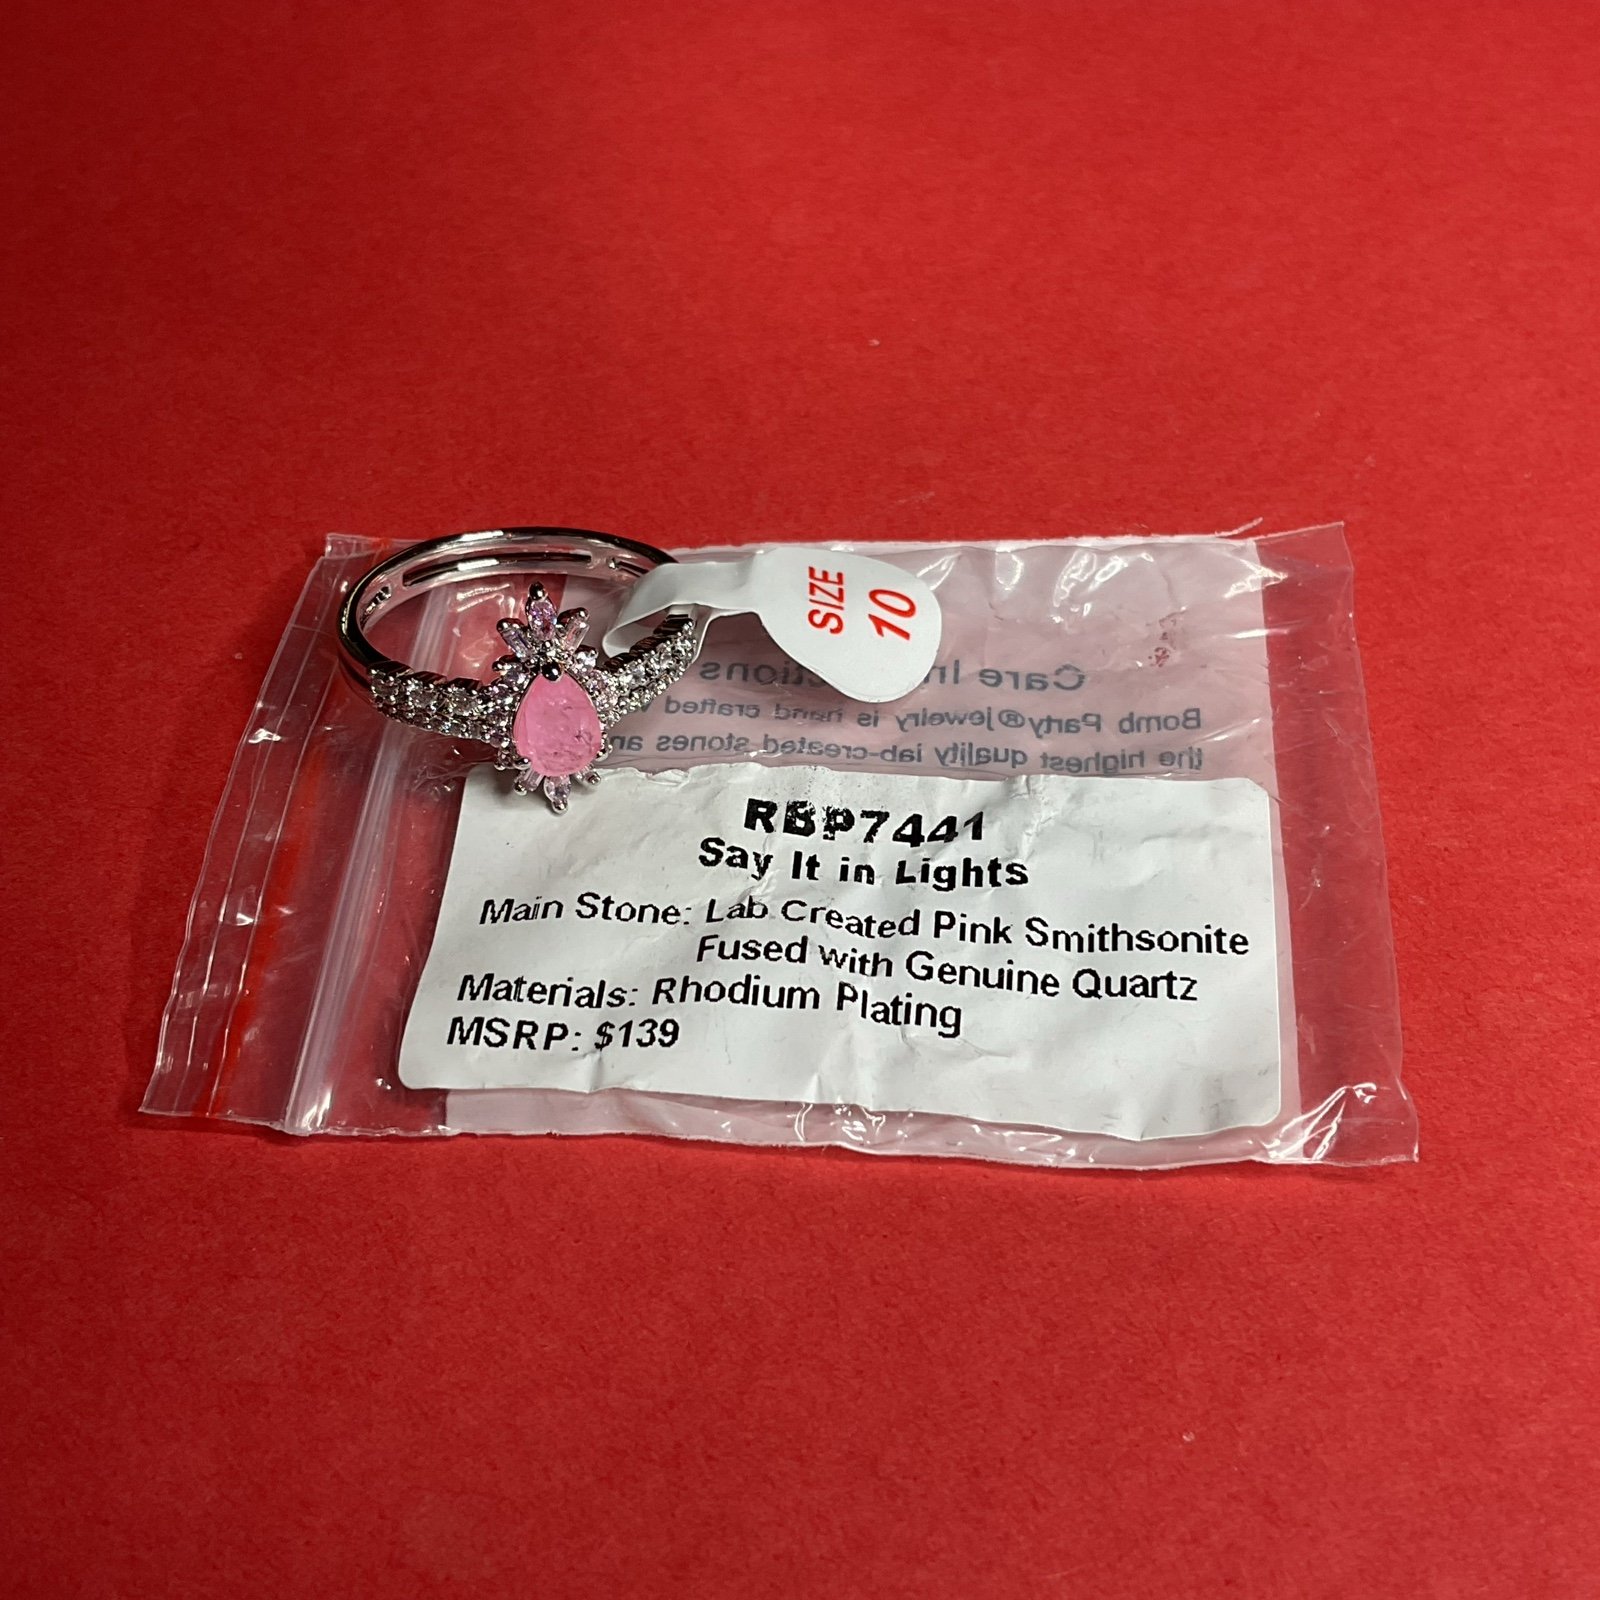 SIZE
10
Care In tions
Bomb Party® jewelry is hand crafted
the highest quality lab-created stones an
RBP7441
Say It in Lights
Main Stone: Lab Created Pink Smithsonite
Fused with Genuine Quartz
Materials: Rhodium Plating
MSRP: $139